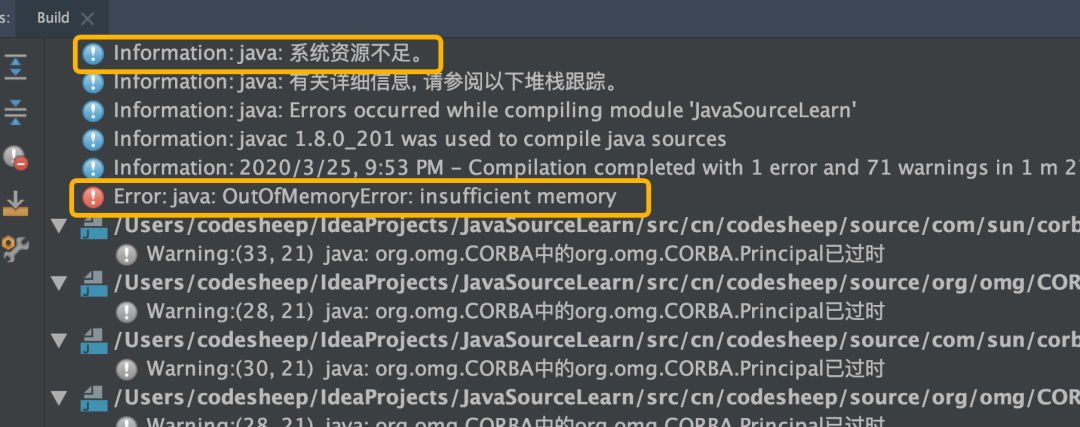 s: Build
Information: java: 系统资源不足。
Information: java: 有关详细信息, 请参阅以下堆栈跟踪。
Information: java: Errors occurred while compiling module 'JavaSourceLearn'
Information: javac 1.8.0_201 was used to compile java sources
Information: 2020/3/25, 9:53 PM – Compilation completed with 1 error and 71 warnings in 1 m 2
Error: java: OutOfMemoryError: insufficient memory
/Users/codesheep/IdeaProjects/JavaSourceLearn/src/cn/codesheep/source/com/sun/corb
Warning:(33, 21) java: org.omg.CORBA中的org.omg.CORBA.Principal已过时
/Users/codesheep/IdeaProjects/JavaSourceLearn/src/cn/codesheep/source/org/omg/COR
Warning:(28, 21) java: org.omg.CORBA中的org.omg.CORBA.Principal已过时
/Users/codesheep/IdeaProjects/JavaSourceLearn/src/cn/codesheep/source/com/sun/corb
Warning:(30, 21) java: org.omg.CORBA中的org.omg.CORBA.Principal已过时
/Users/codesheep/IdeaProjects/JavaSourceLearn/src/cn/codesheep/source/org/omg/COR
Warning:(28, 21) java: org.omg.CORBA中的org.omg.CORBA.Principal已过时